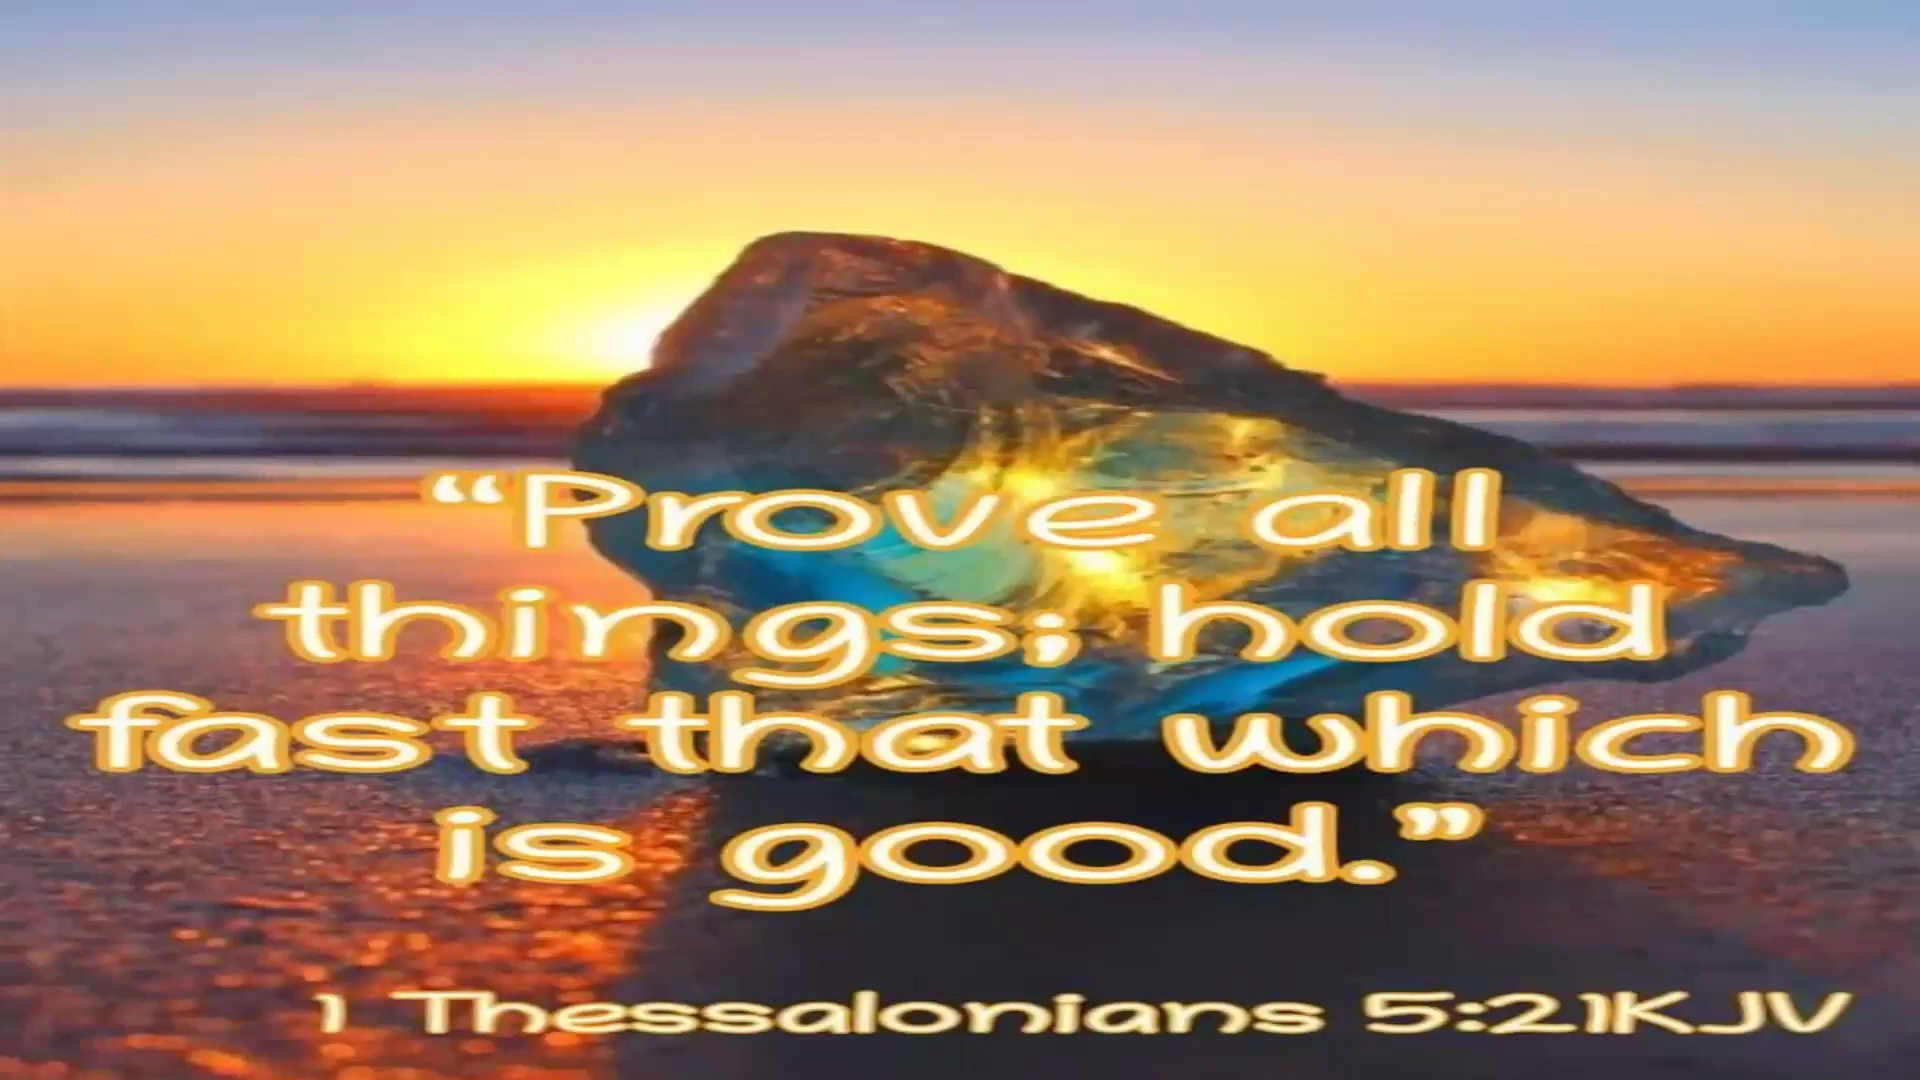 “Prove all
things; hold
fast that which
is good.”
1 Thessalonians 5:21KJV